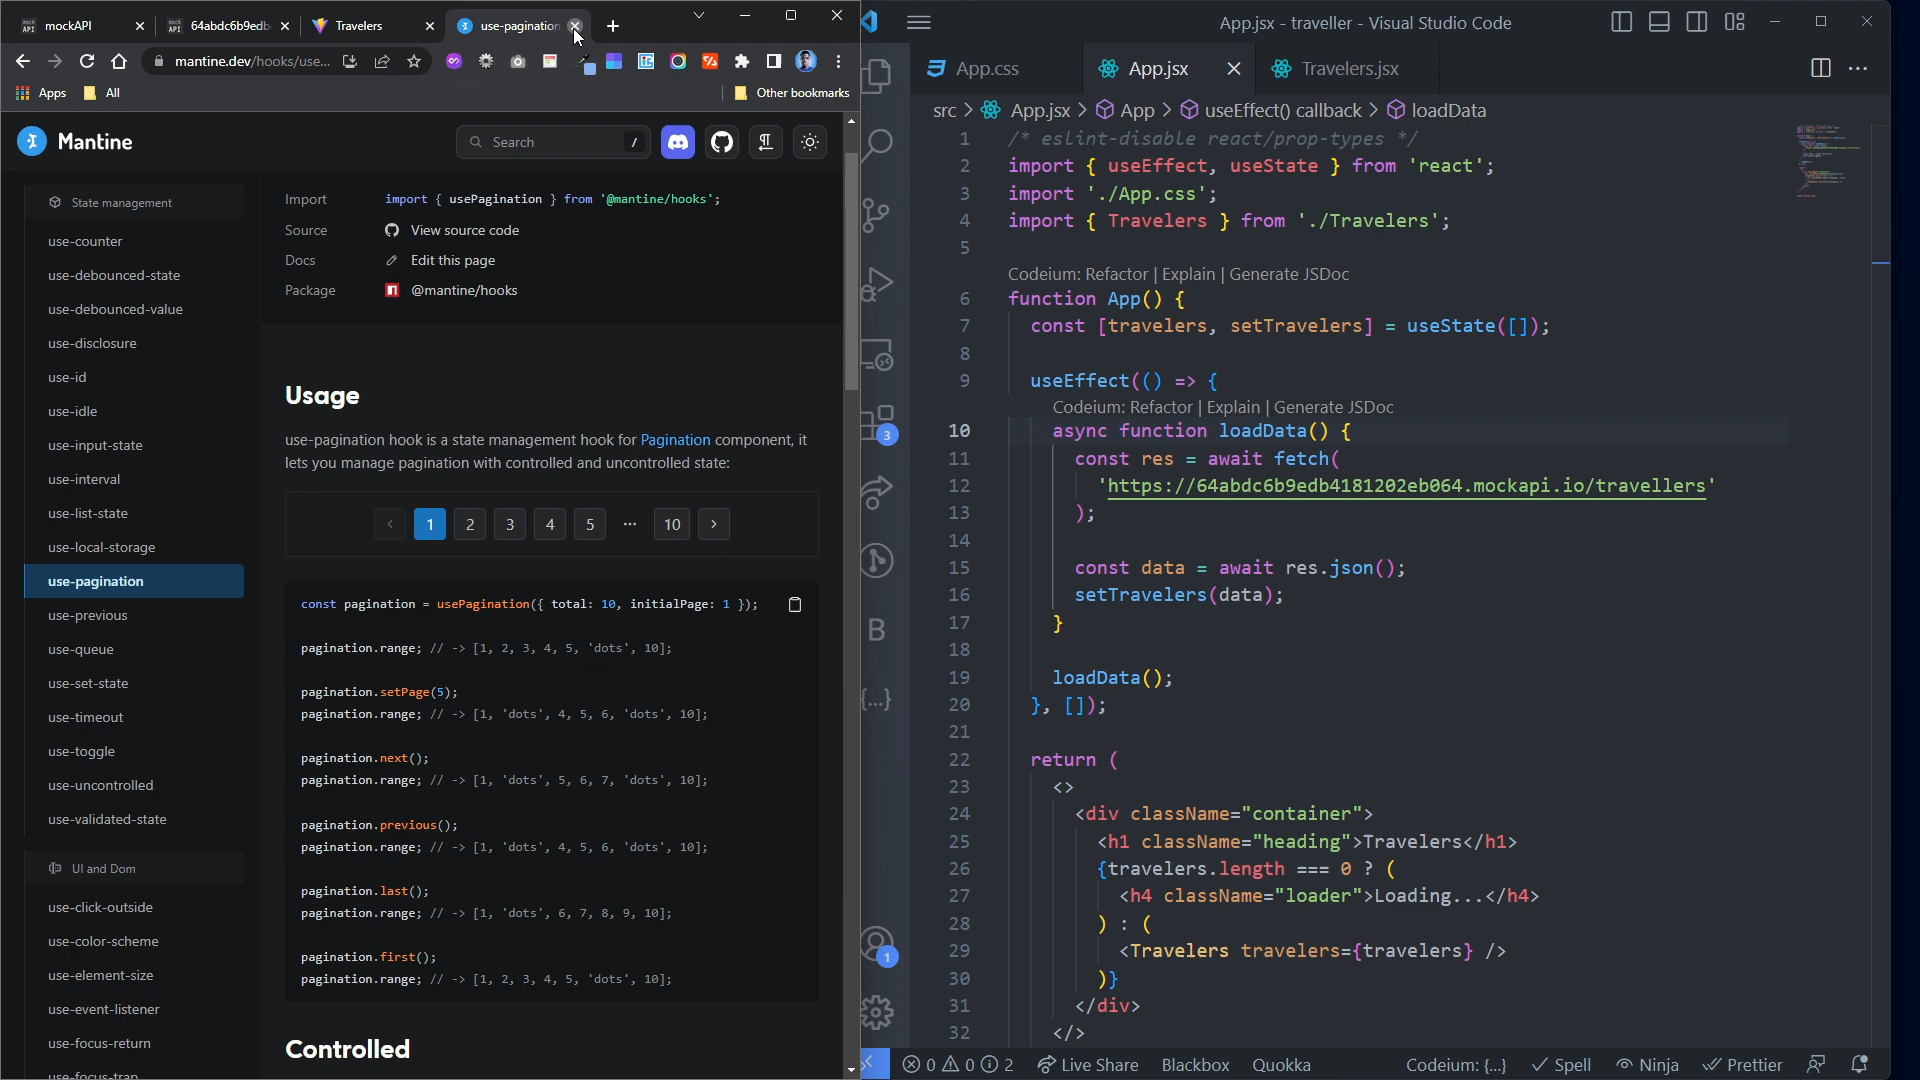 mockAPI
64abdc6b9edb
Travelers
use-pagination
mantine.dev/hooks/use...
Apps
All
Other bookmarks
Mantine
Search
/
State management
use-counter
use-debounced-state
use-debounced-value
use-disclosure
use-id
use-idle
use-input-state
use-interval
use-list-state
use-local-storage
use-pagination
use-previous
use-queue
use-set-state
use-timeout
use-toggle
use-uncontrolled
use-validated-state
UI and Dom
use-click-outside
use-color-scheme
use-element-size
use-event-listener
use-focus-return
use-focus-trap
Import import { usePagination } from '@mantine/hooks';
Source View source code
Docs Edit this page
Package @mantine/hooks
Usage
use-pagination hook is a state management hook for Pagination component, it
lets you manage pagination with controlled and uncontrolled state:
1 2 3 4 5 ... 10
const pagination = usePagination({ total: 10, initialPage: 1 });
pagination.range; // -> [1, 2, 3, 4, 5, 'dots', 10];
pagination.setPage(5);
pagination.range; // -> [1, 'dots', 4, 5, 6, 'dots', 10];
pagination.next();
pagination.range; // -> [1, 'dots', 5, 6, 7, 'dots', 10];
pagination.previous();
pagination.range; // -> [1, 'dots', 4, 5, 6, 'dots', 10];
pagination.last();
pagination.range; // -> [1, 'dots', 6, 7, 8, 9, 10];
pagination.first();
pagination.range; // -> [1, 2, 3, 4, 5, 'dots', 10];
Controlled
App.jsx - traveller - Visual Studio Code
App.css
App.jsx
Travelers.jsx
src > App.jsx > App > useEffect() callback > loadData
1 /* eslint-disable react/prop-types */
2 import { useEffect, useState } from 'react';
3 import './App.css';
4 import { Travelers } from './Travelers';
5
Codeium: Refactor | Explain | Generate JSDoc
6 function App() {
7 const [travelers, setTravelers] = useState([]);
8
9 useEffect(() => {
Codeium: Refactor | Explain | Generate JSDoc
10 async function loadData() {
11 const res = await fetch(
12 'https://64abdc6b9edb4181202eb064.mockapi.io/travellers'
13 );
14
15 const data = await res.json();
16 setTravelers(data);
17 }
18
19 loadData();
20 }, []);
21
22 return (
23 <>
24 <div className="container">
25 <h1 className="heading">Travelers</h1>
26 {travelers.length === 0 ? (
27 <h4 className="loader">Loading...</h4>
28 ) : (
29 <Travelers travelers={travelers} />
30 )}
31 </div>
32 </>
3
B
{...}
1
0 0 2 Live Share Blackbox Quokka Codeium: {...} Spell Ninja Prettier